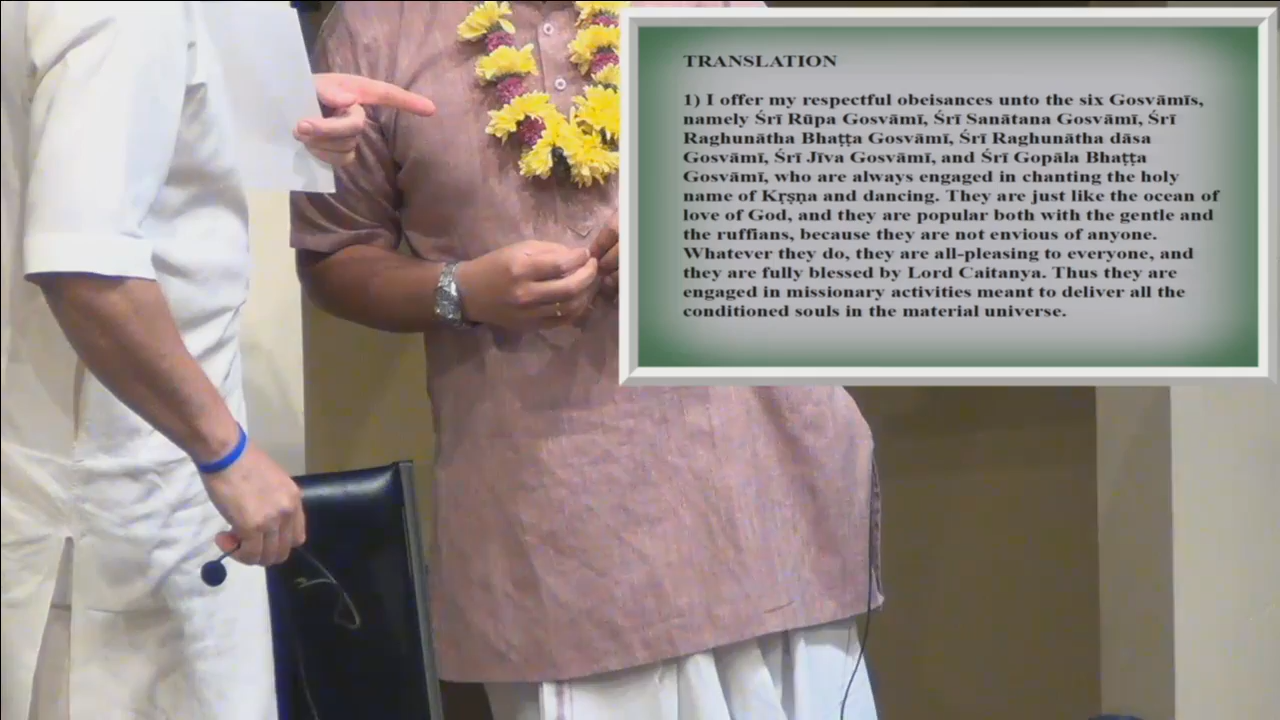 TRANSLATION
1) I offer my respectful obeisances unto the six Gosvāmīs,
namely Śrī Rūpa Gosvāmī, Śrī Sanātana Gosvāmī, Śrī
Raghunātha Bhaṭṭa Gosvāmī, Śrī Raghunātha dāsa
Gosvāmī, Śrī Jīva Gosvāmī, and Śrī Gopāla Bhaṭṭa
Gosvāmī, who are always engaged in chanting the holy
name of Kṛṣṇa and dancing. They are just like the ocean of
love of God, and they are popular both with the gentle and
the ruffians, because they are not envious of anyone.
Whatever they do, they are all-pleasing to everyone, and
they are fully blessed by Lord Caitanya. Thus they are
engaged in missionary activities meant to deliver all the
conditioned souls in the material universe.